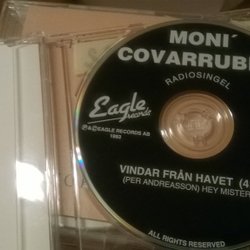 MONI´
COVARRUBI
RADIOSINGEL
Eagle
records
℗&©EAGLE RECORDS AB
1993
VINDAR FRÅN HAVET (4
(PER ANDREASSON) HEY MISTER
ALL RIGHTS RESERVED